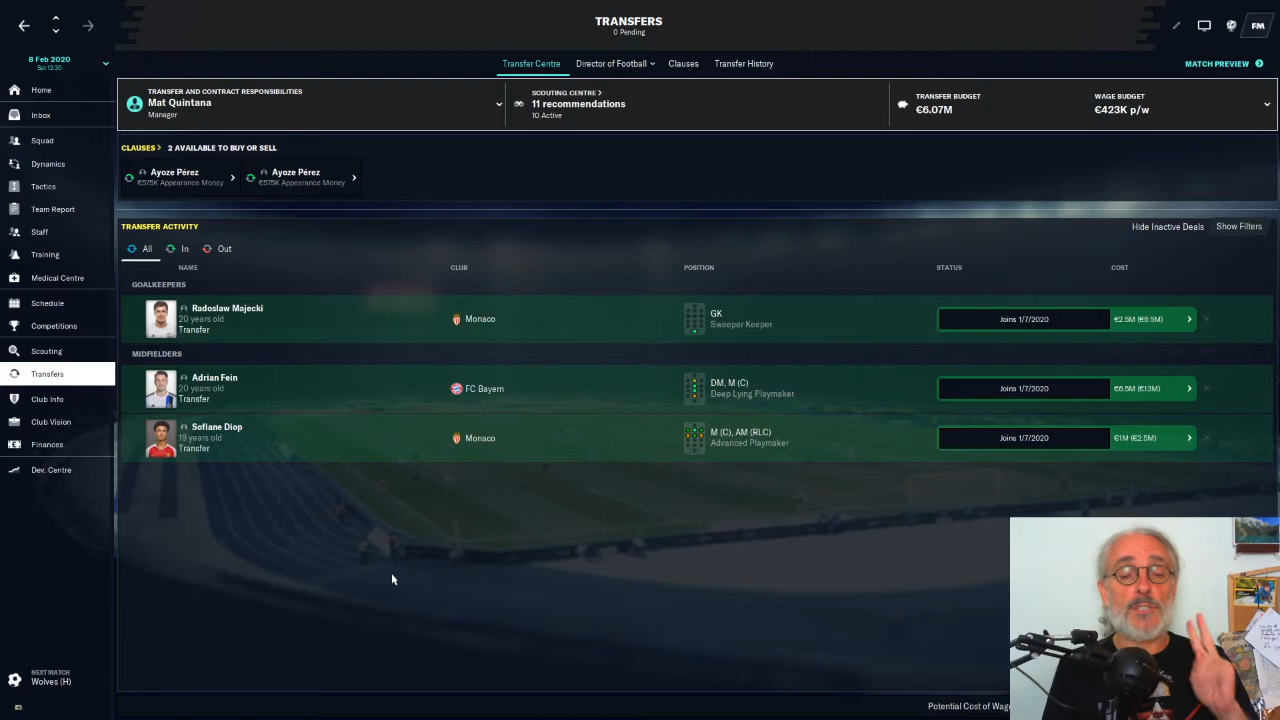 TRANSFERS
0 Pending
FM
8 Feb 2020
Sat 12:30
Transfer Centre
Director of Football
Clauses
Transfer History
MATCH PREVIEW
Home
Inbox
Squad
Dynamics
Tactics
Team Report
Staff
Training
Medical Centre
Schedule
Competitions
Scouting
Transfers
Club Info
Club Vision
Finances
Dev. Centre
NEXT MATCH
Wolves (H)
TRANSFER AND CONTRACT RESPONSIBILITIES
Mat Quintana
Manager
SCOUTING CENTRE >
11 recommendations
10 Active
TRANSFER BUDGET
€6.07M
WAGE BUDGET
€423K p/w
CLAUSES > 2 AVAILABLE TO BUY OR SELL
Ayoze Pérez
€575K Appearance Money
Ayoze Pérez
€575K Appearance Money
TRANSFER ACTIVITY
Hide Inactive Deals
Show Filters
All
In
Out
NAME
CLUB
POSITION
STATUS
COST
GOALKEEPERS
Radoslaw Majecki
20 years old
Transfer
Monaco
GK
Sweeper Keeper
Joins 1/7/2020
€2.5M (€6.5M)
MIDFIELDERS
Adrian Fein
20 years old
Transfer
FC Bayern
DM, M (C)
Deep Lying Playmaker
Joins 1/7/2020
€6.5M (€13M)
Sofiane Diop
19 years old
Transfer
Monaco
M (C), AM (RLC)
Advanced Playmaker
Joins 1/7/2020
€1M (€2.5M)
Potential Cost of Wag